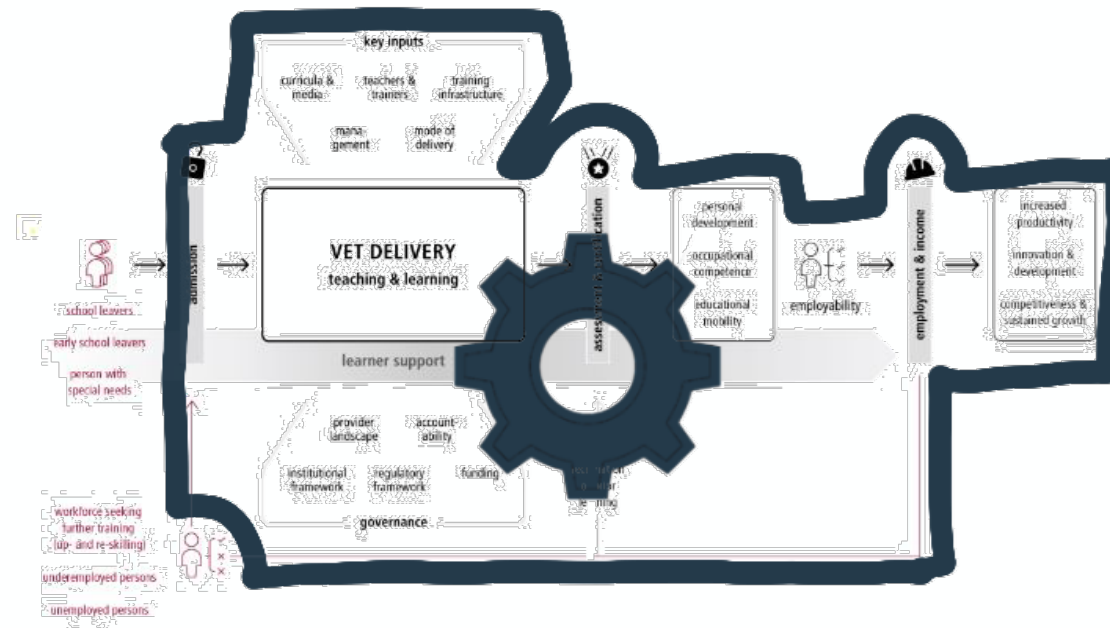 key inputs
curricula &
media
teachers &
trainers
training
infrastructure
mana-
gement
mode of
delivery
school leavers
early school leavers
person with
special needs
admission
VET DELIVERY
teaching & learning
learner support
personal
development
occupational
competence
educational
mobility
employability
employment & income
increased
productivity
innovation &
development
competitiveness &
sustained growth
provider
landscape
account-
ability
institutional
framework
regulatory
framework
funding
governance
workforce seeking
further training
(up- and re-skilling)
underemployed persons
unemployed persons